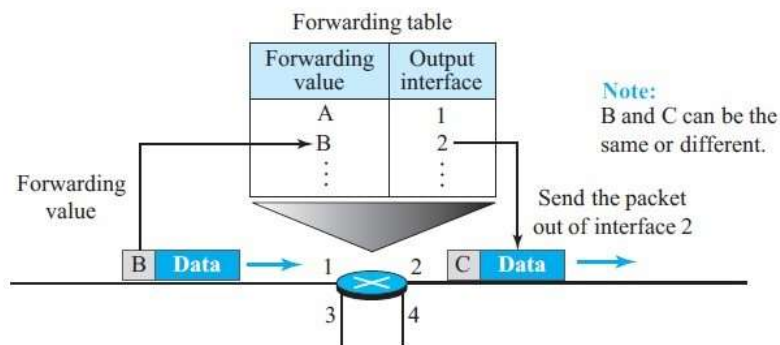 Forwarding table
Forwarding value
Output interface
A 1
B 2
Note:
B and C can be the
same or different.
Forwarding
value
Send the packet
out of interface 2
B Data
1
2
C Data
3
4